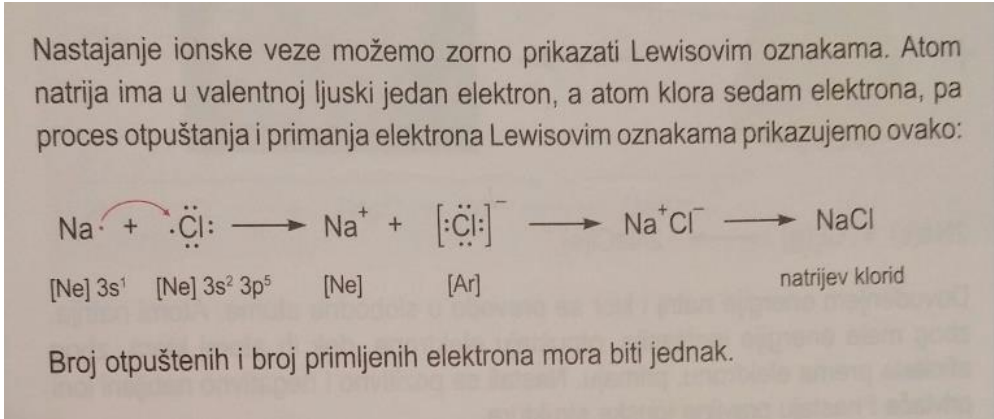 Nastajanje ionske veze možemo zorno prikazati Lewisovim oznakama. Atom
natrija ima u valentnoj ljuski jedan elektron, a atom klora sedam elektrona, pa
proces otpuštanja i primanja elektrona Lewisovim oznakama prikazujemo ovako:
Na· + ·C̈l: ⟶ Na⁺ + [:C̈l:]⁻ ⟶ Na⁺Cl⁻ ⟶ NaCl
[Ne] 3s¹ [Ne] 3s² 3p⁵ [Ne] [Ar] natrijev klorid
Broj otpuštenih i broj primljenih elektrona mora biti jednak.